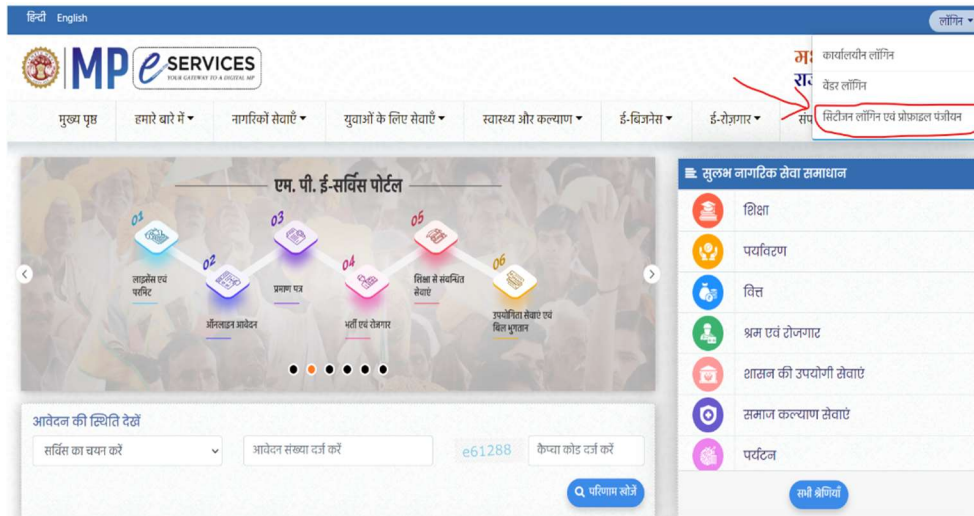 हिन्दी English
लॉगिन
MP e SERVICES
YOUR GATEWAY TO A DIGITAL MP
कार्यालयीन लॉगिन
वेंडर लॉगिन
सिटीजन लॉगिन एवं प्रोफ़ाइल पंजीयन
मुख्य पृष्ठ हमारे बारे में नागरिकों सेवाएँ युवाओं के लिए सेवाएँ स्वास्थ्य और कल्याण ई-बिजनेस ई-रोज़गार
एम. पी. ई-सर्विस पोर्टल
01
लाइसेंस एवं
परमिट
02
ऑनलाइन आवेदन
03
प्रमाण पत्र
04
भर्ती एवं रोजगार
05
शिक्षा से संबन्धित
सेवाएं
06
उपयोगिता सेवाएं एवं
बिल भुगतान
सुलभ नागरिक सेवा समाधान
शिक्षा
पर्यावरण
वित्त
श्रम एवं रोजगार
शासन की उपयोगी सेवाएं
समाज कल्याण सेवाएं
पर्यटन
सभी श्रेणियाँ
आवेदन की स्थिति देखें
सर्विस का चयन करें आवेदन संख्या दर्ज करें e61288 कैप्चा कोड दर्ज करें
परिणाम खोजें